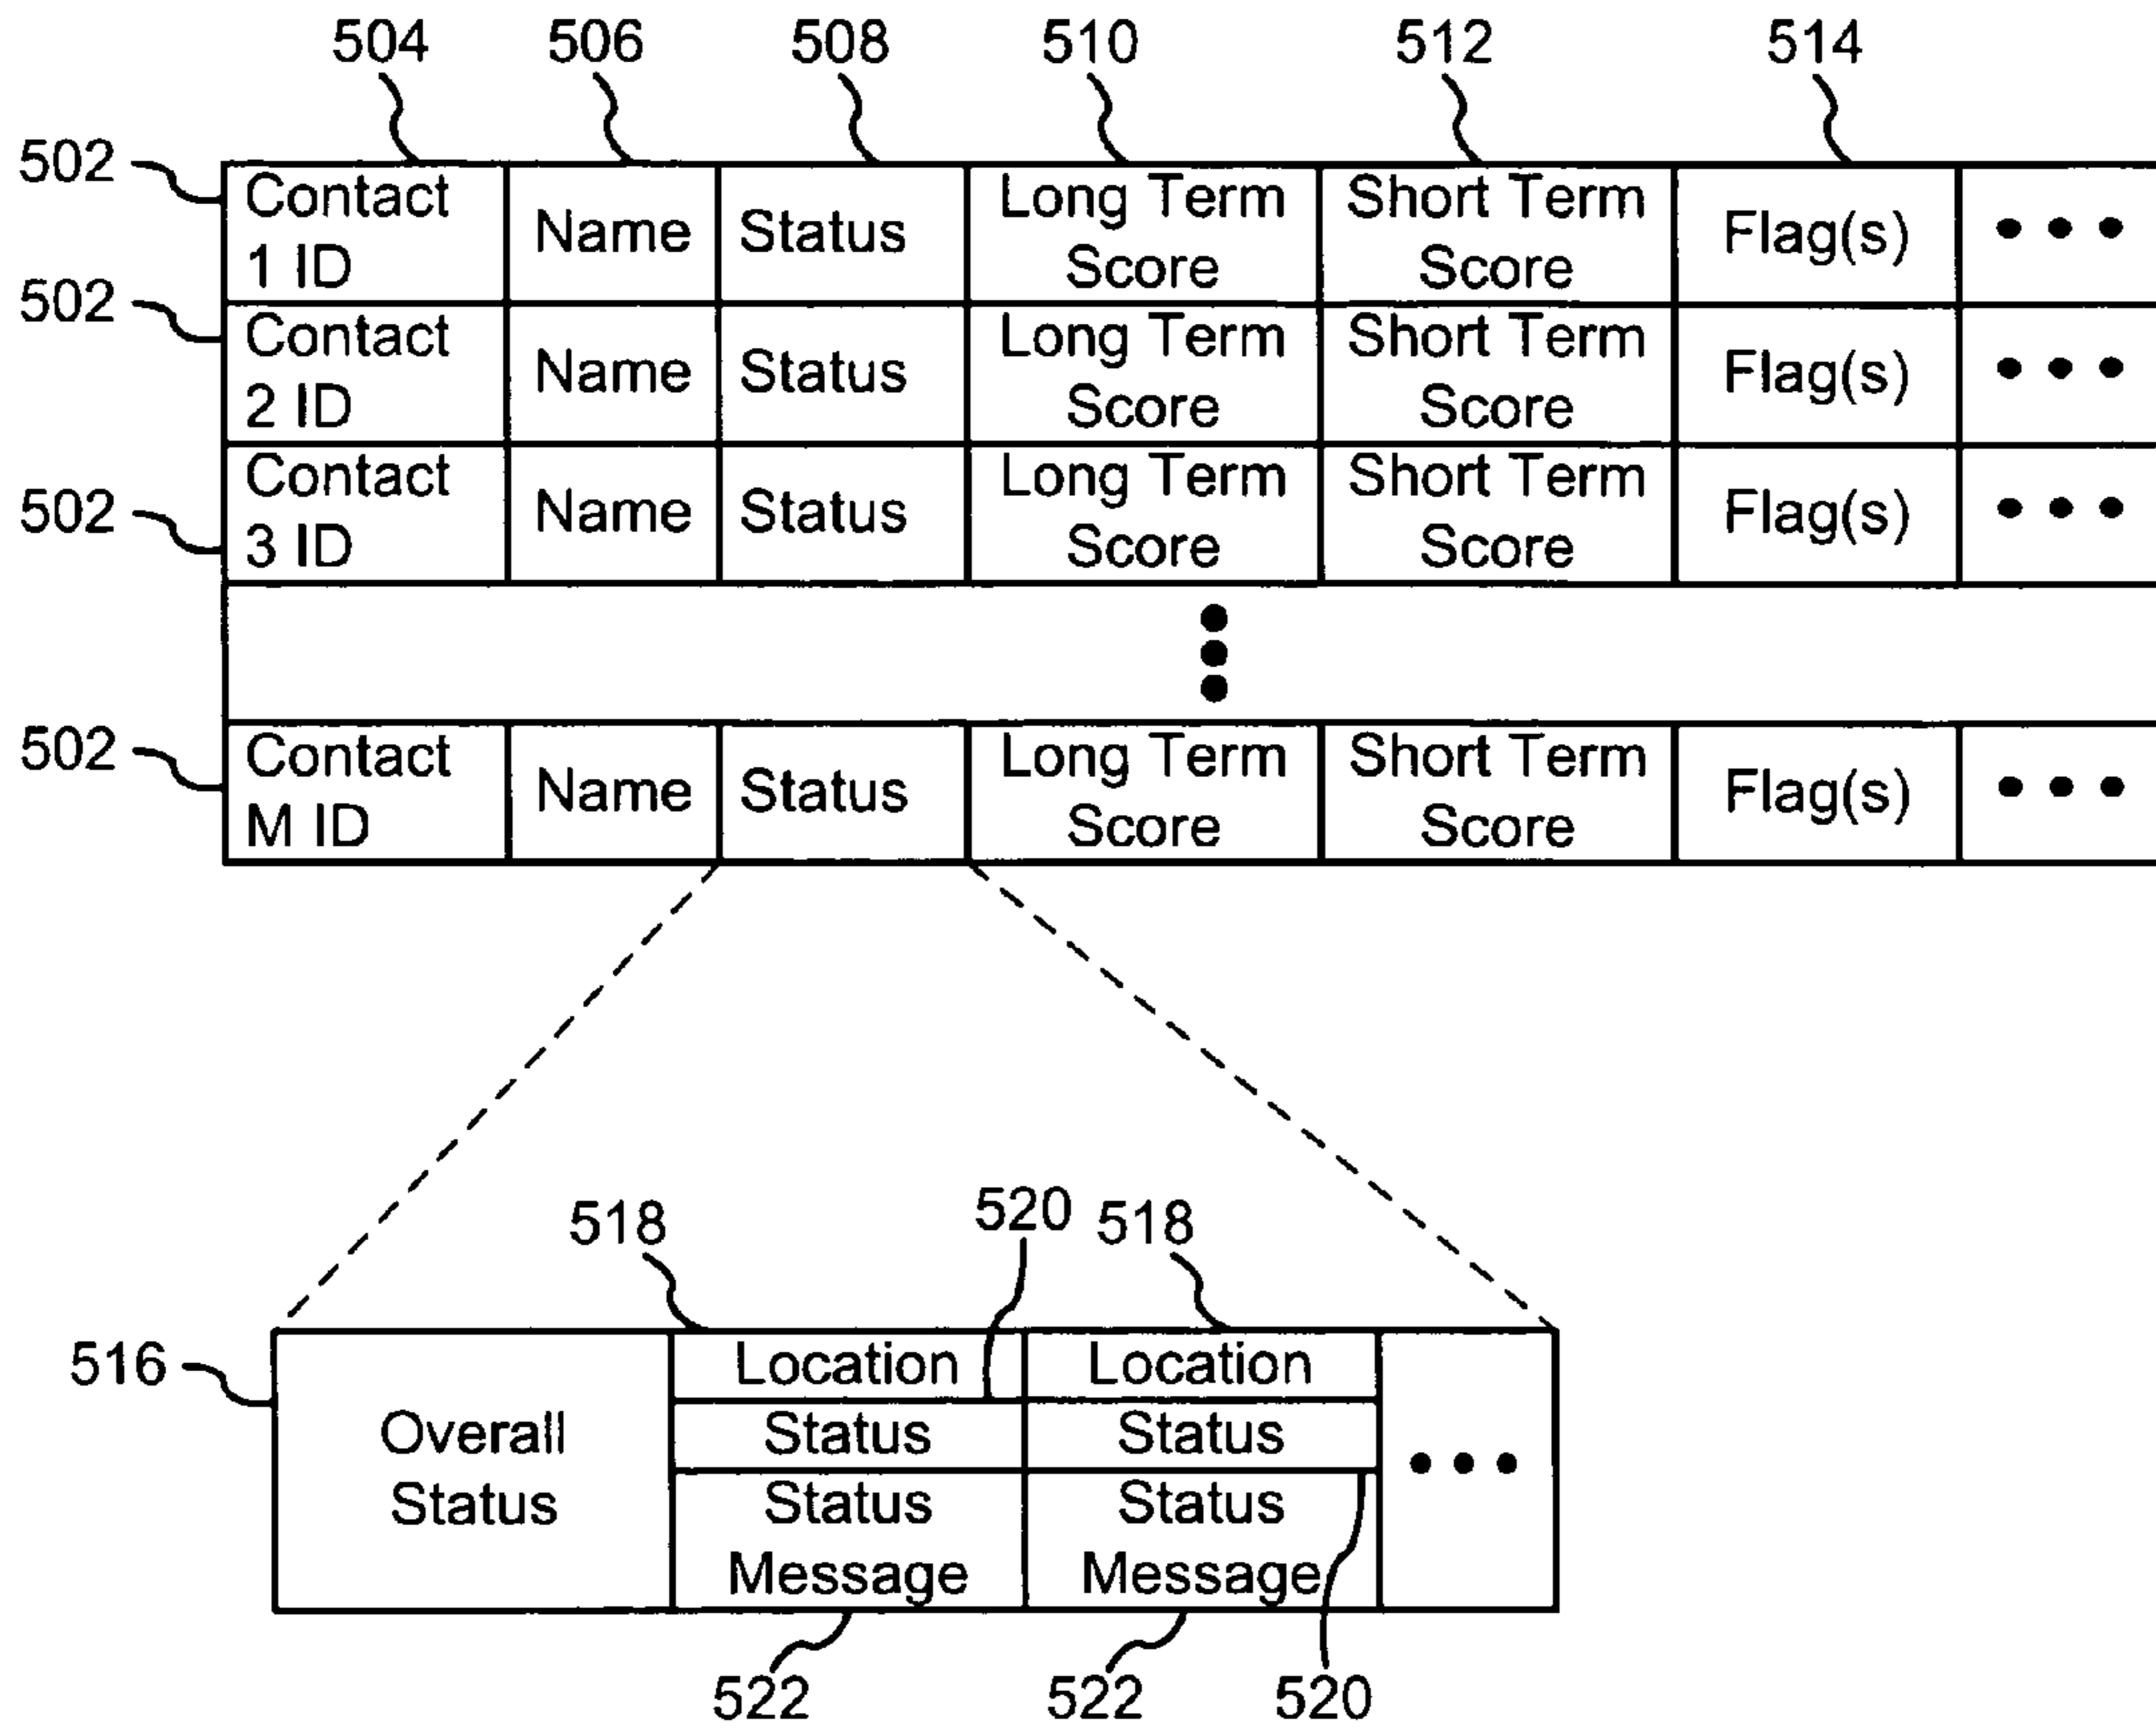 504 506 508 510 512 514
502 Contact 1 ID Name Status Long Term Score Short Term Score Flag(s)
502 Contact 2 ID Name Status Long Term Score Short Term Score Flag(s)
502 Contact 3 ID Name Status Long Term Score Short Term Score Flag(s)
502 Contact M ID Name Status Long Term Score Short Term Score Flag(s)
518 520 518
516
Overall Status
Location Location
Status Status
Status Message Status Message
522 522 520